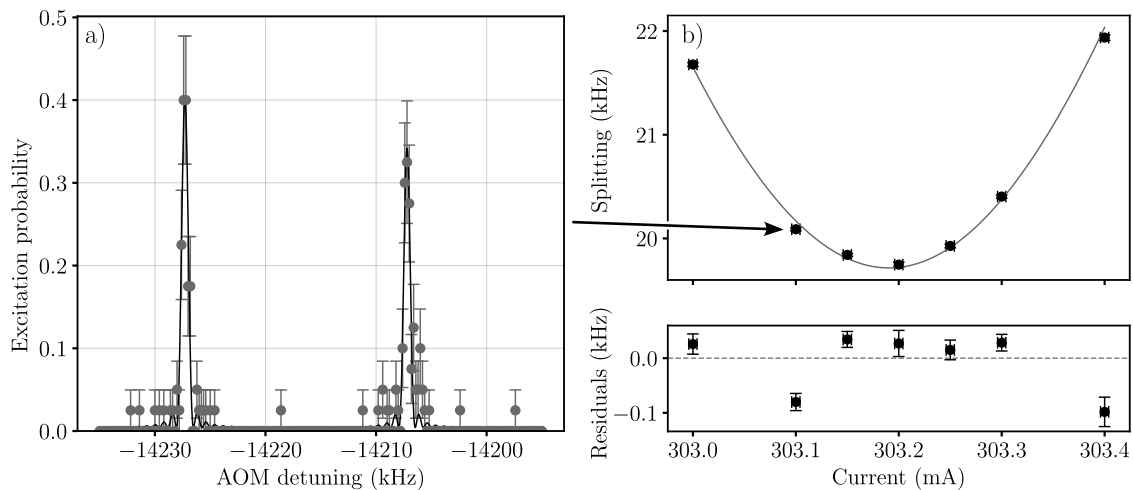 a)
0.5
0.4
0.3
0.2
0.1
0.0
Excitation probability
−14230 −14220 −14210 −14200
AOM detuning (kHz)
b)
22
21
20
Splitting (kHz)
0.0
−0.1
Residuals (kHz)
303.0 303.1 303.2 303.3 303.4
Current (mA)